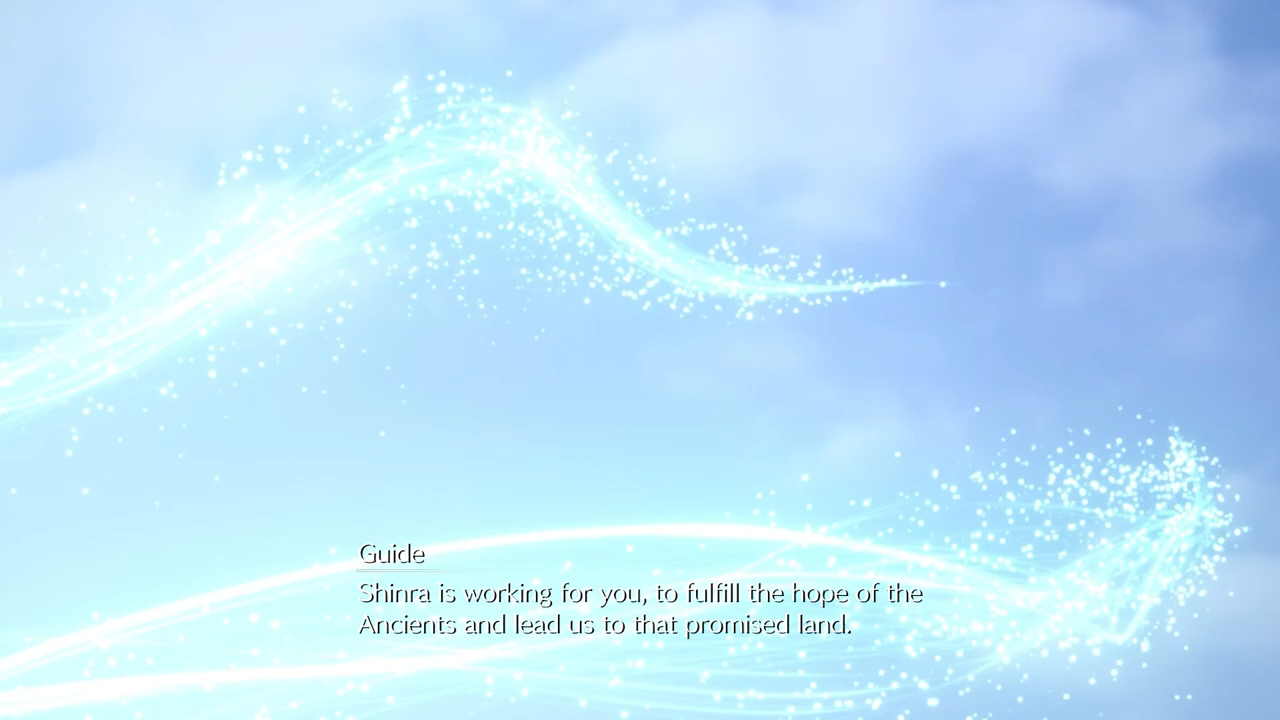 Guide
Shinra is working for you, to fulfill the hope of the
Ancients and lead us to that promised land.